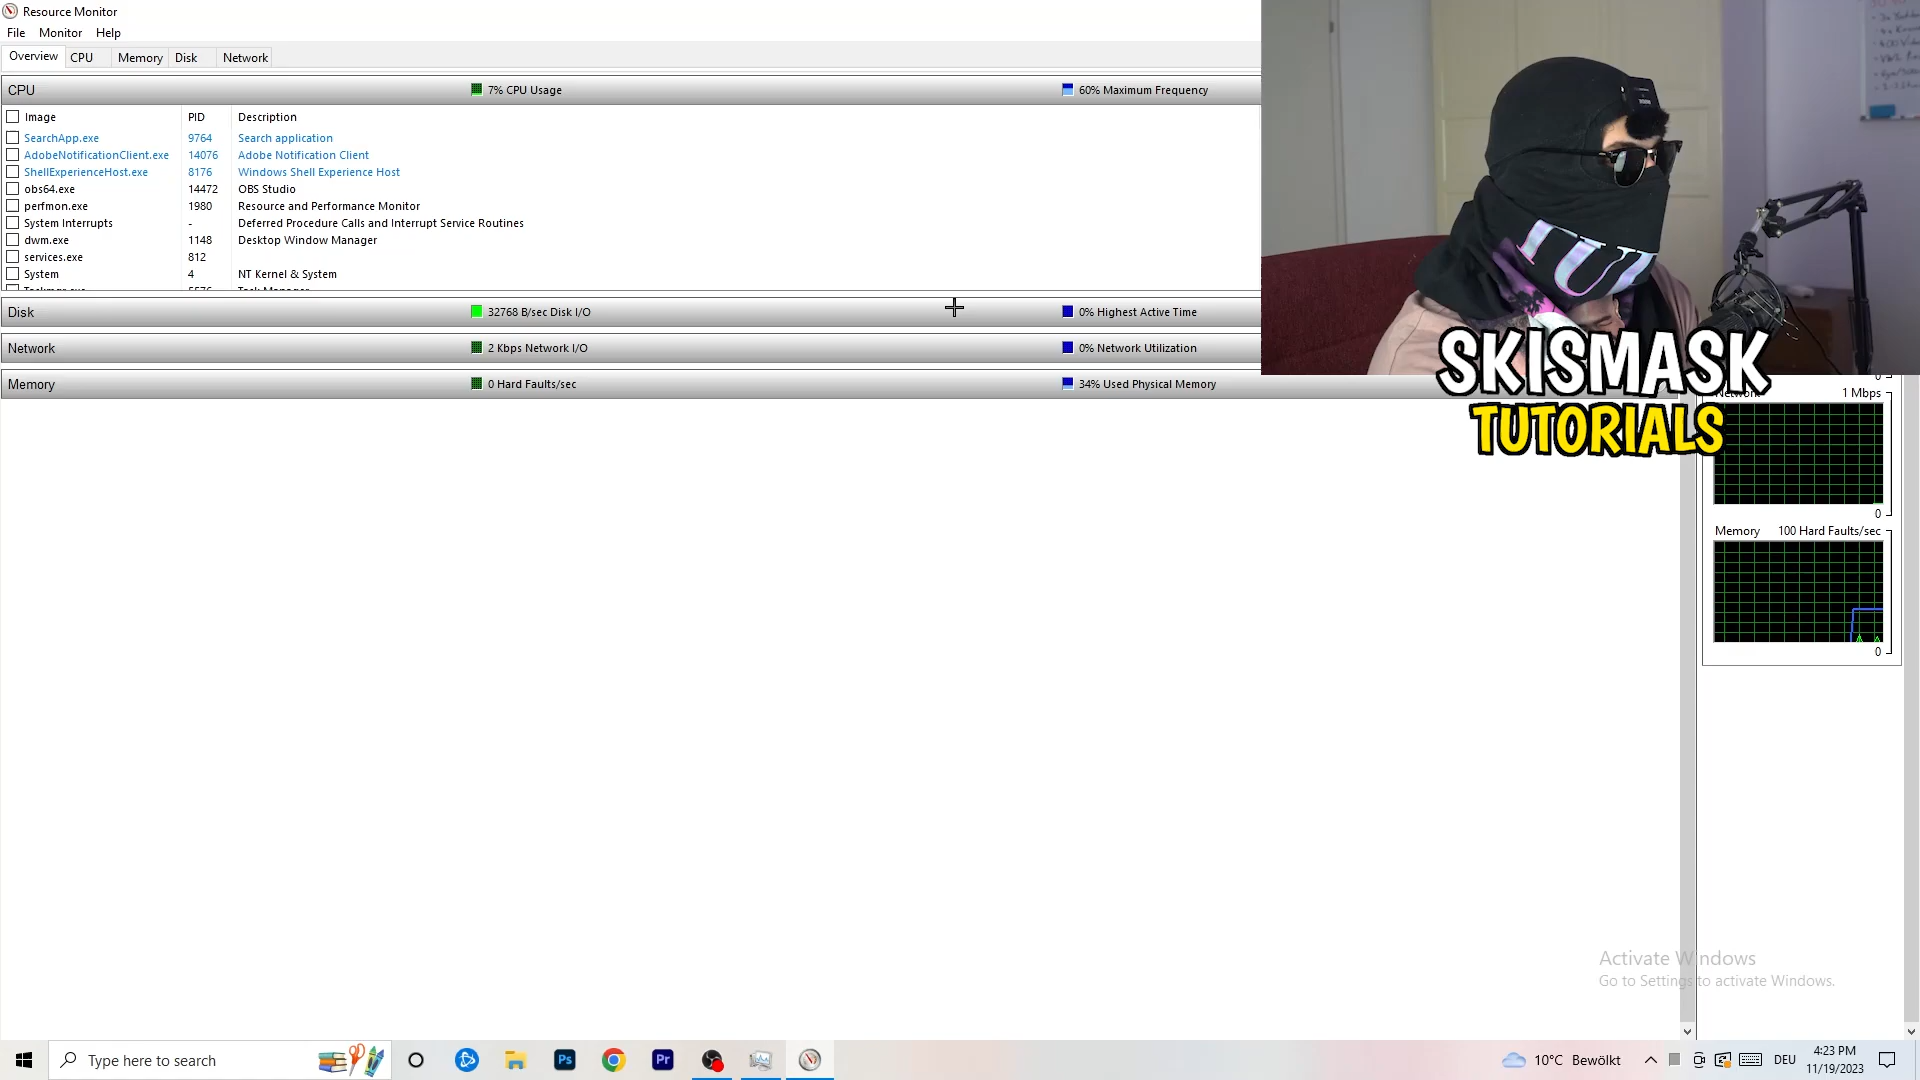 Resource Monitor
File Monitor Help
Overview CPU Memory Disk Network
CPU 7% CPU Usage 60% Maximum Frequency
Image PID Description
SearchApp.exe 9764 Search application
AdobeNotificationClient.exe 14076 Adobe Notification Client
ShellExperienceHost.exe 8176 Windows Shell Experience Host
obs64.exe 14472 OBS Studio
perfmon.exe 1980 Resource and Performance Monitor
System Interrupts - Deferred Procedure Calls and Interrupt Service Routines
dwm.exe 1148 Desktop Window Manager
services.exe 812
System 4 NT Kernel & System
Disk 32768 B/sec Disk I/O 0% Highest Active Time
Network 2 Kbps Network I/O 0% Network Utilization
Memory 0 Hard Faults/sec 34% Used Physical Memory
SKISMASK
TUTORIALS
Network 1 Mbps
0
Memory 100 Hard Faults/sec
0
Activate Windows
Go to Settings to activate Windows.
Type here to search
Ps
Pr
10°C Bewölkt
DEU
4:23 PM
11/19/2023